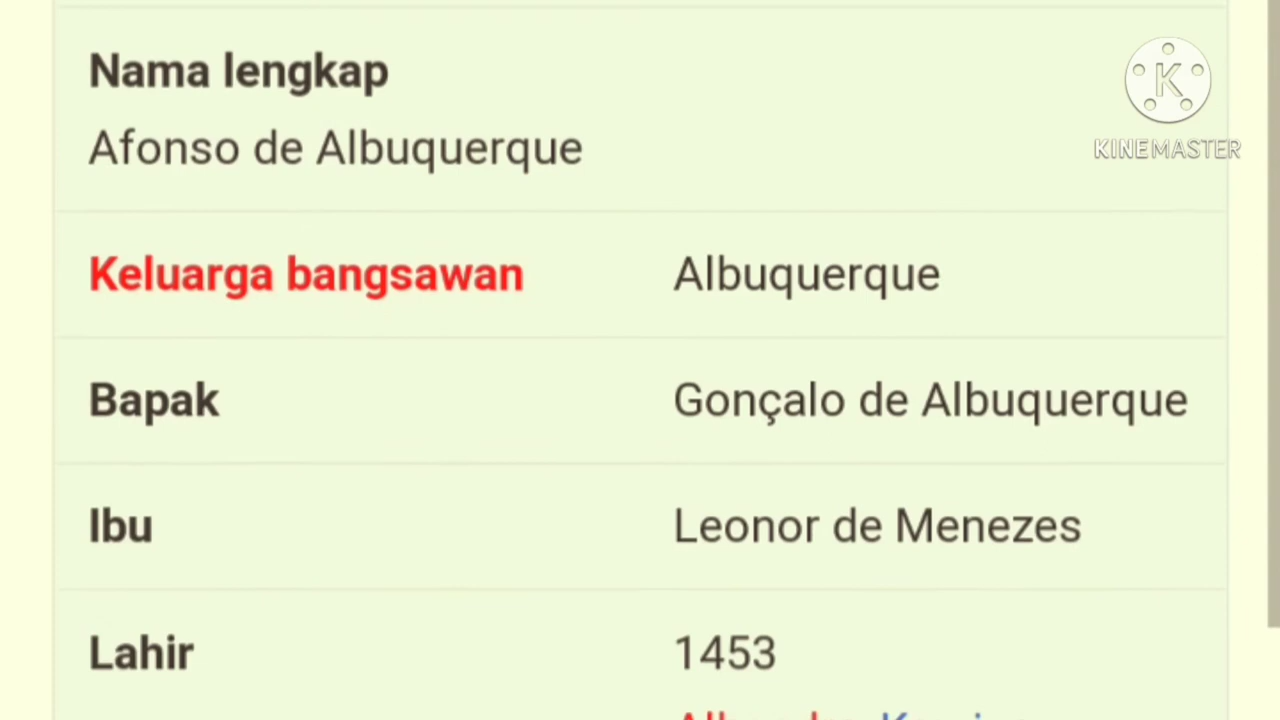 Nama lengkap
Afonso de Albuquerque
Keluarga bangsawan Albuquerque
Bapak Gonçalo de Albuquerque
Ibu Leonor de Menezes
Lahir 1453
K
KINEMASTER